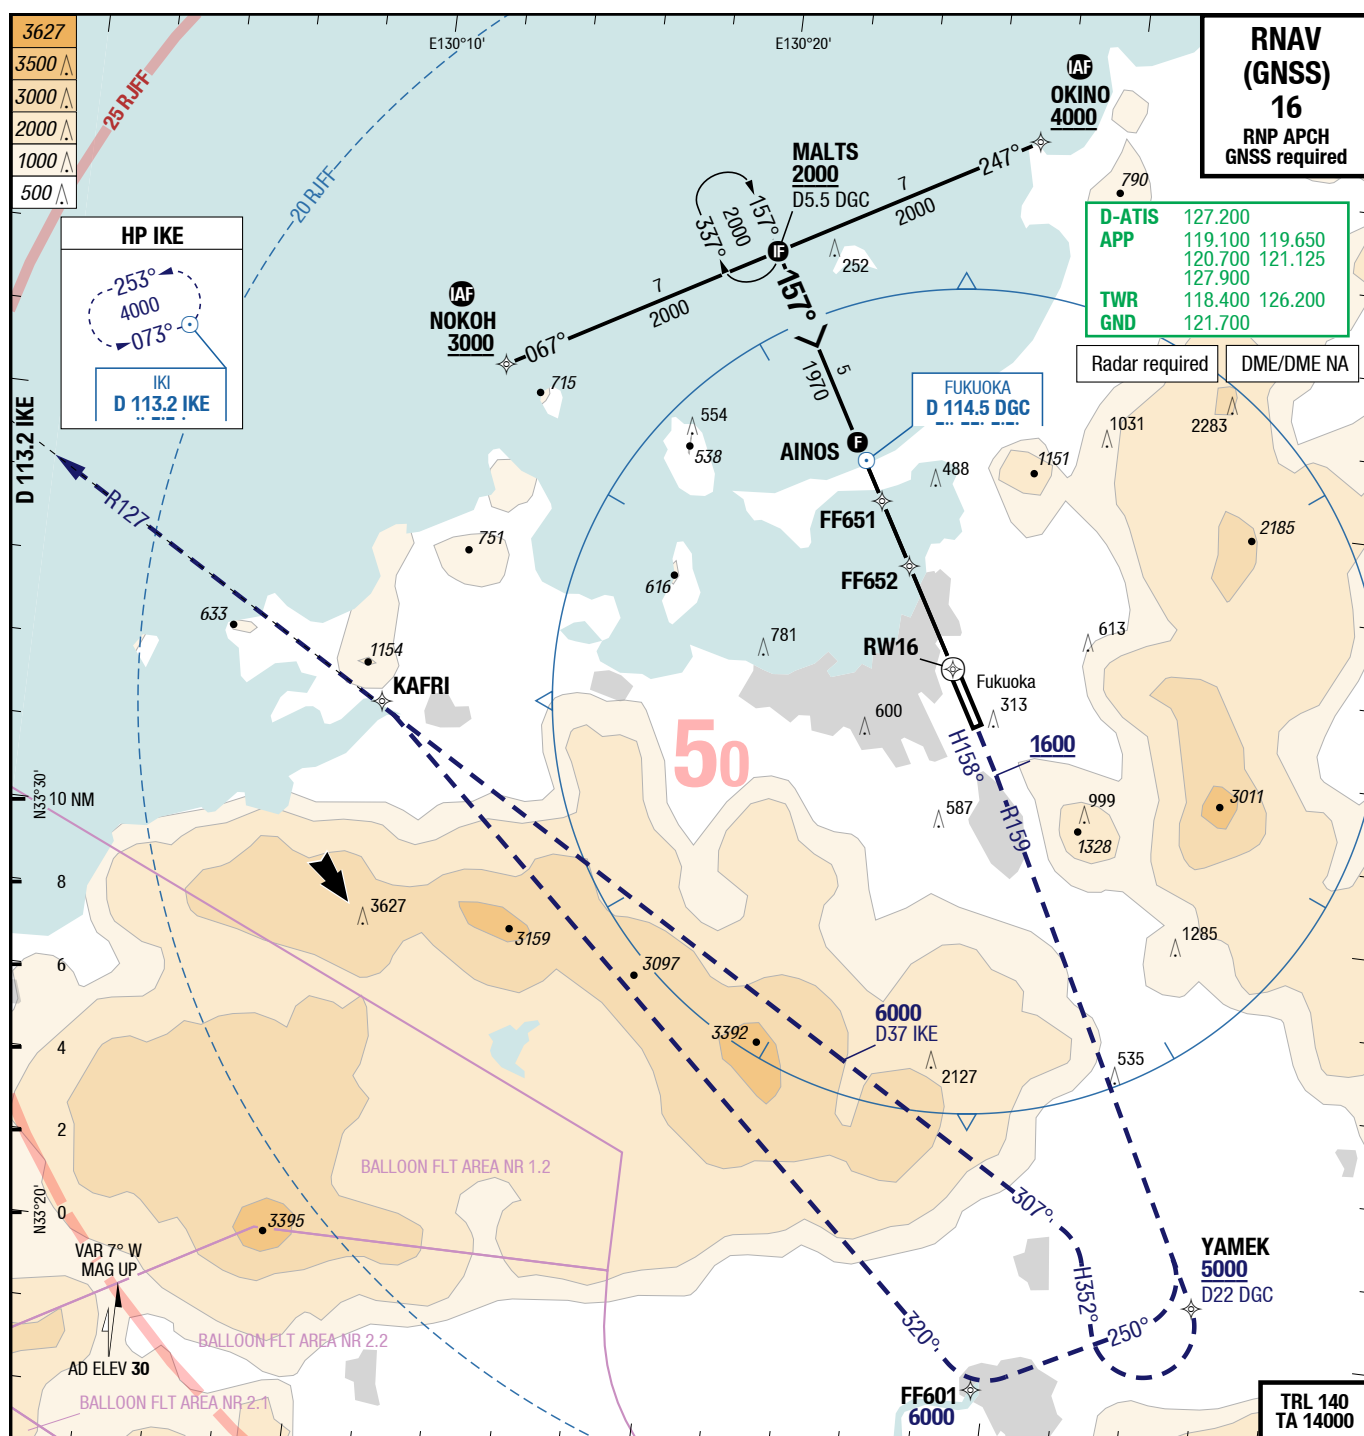 3627
3500
3000
2000
1000
500
25 RJFF
20 RJFF
E130°10'
E130°20'
RNAV
(GNSS)
16
RNP APCH
GNSS required
IAF
OKINO
4000
247°
7
2000
MALTS
2000
D5.5 DGC
IF
157°
2000
337°
157°
252
790
D-ATIS 127.200
APP 119.100 119.650
120.700 121.125
127.900
TWR 118.400 126.200
GND 121.700
Radar required
DME/DME NA
HP IKE
253°
4000
073°
IKI
D 113.2 IKE
IAF
NOKOH
3000
067°
7
2000
715
5
1970
FUKUOKA
D 114.5 DGC
554
538
AINOS
F
488
1031
2283
1151
D 113.2 IKE
R127
FF651
2185
751
FF652
616
633
613
781
1154
RW16
KAFRI
Fukuoka
313
600
50
H158°
1600
N33°30'
10 NM
587
R159
999
1328
3011
8
3627
3159
1285
6
3097
6000
D37 IKE
3392
4
2127
535
2
BALLOON FLT AREA NR 1.2
307°
N33°20'
0
3395
VAR 7° W
MAG UP
YAMEK
5000
D22 DGC
H352°
320°
250°
BALLOON FLT AREA NR 2.2
AD ELEV 30
BALLOON FLT AREA NR 2.1
FF601
6000
TRL 140
TA 14000